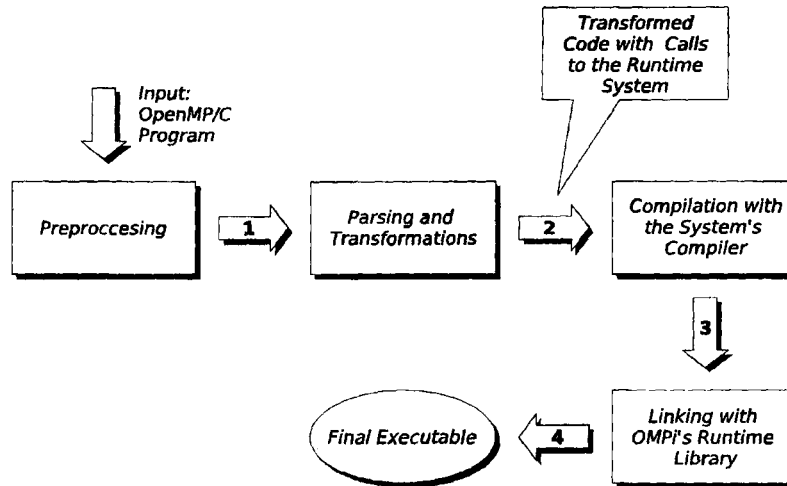 Transformed
Code with Calls
to the Runtime
System
Input:
OpenMP/C
Program
Preproccesing
1
Parsing and
Transformations
2
Compilation with
the System's
Compiler
3
Linking with
OMPi's Runtime
Library
4
Final Executable